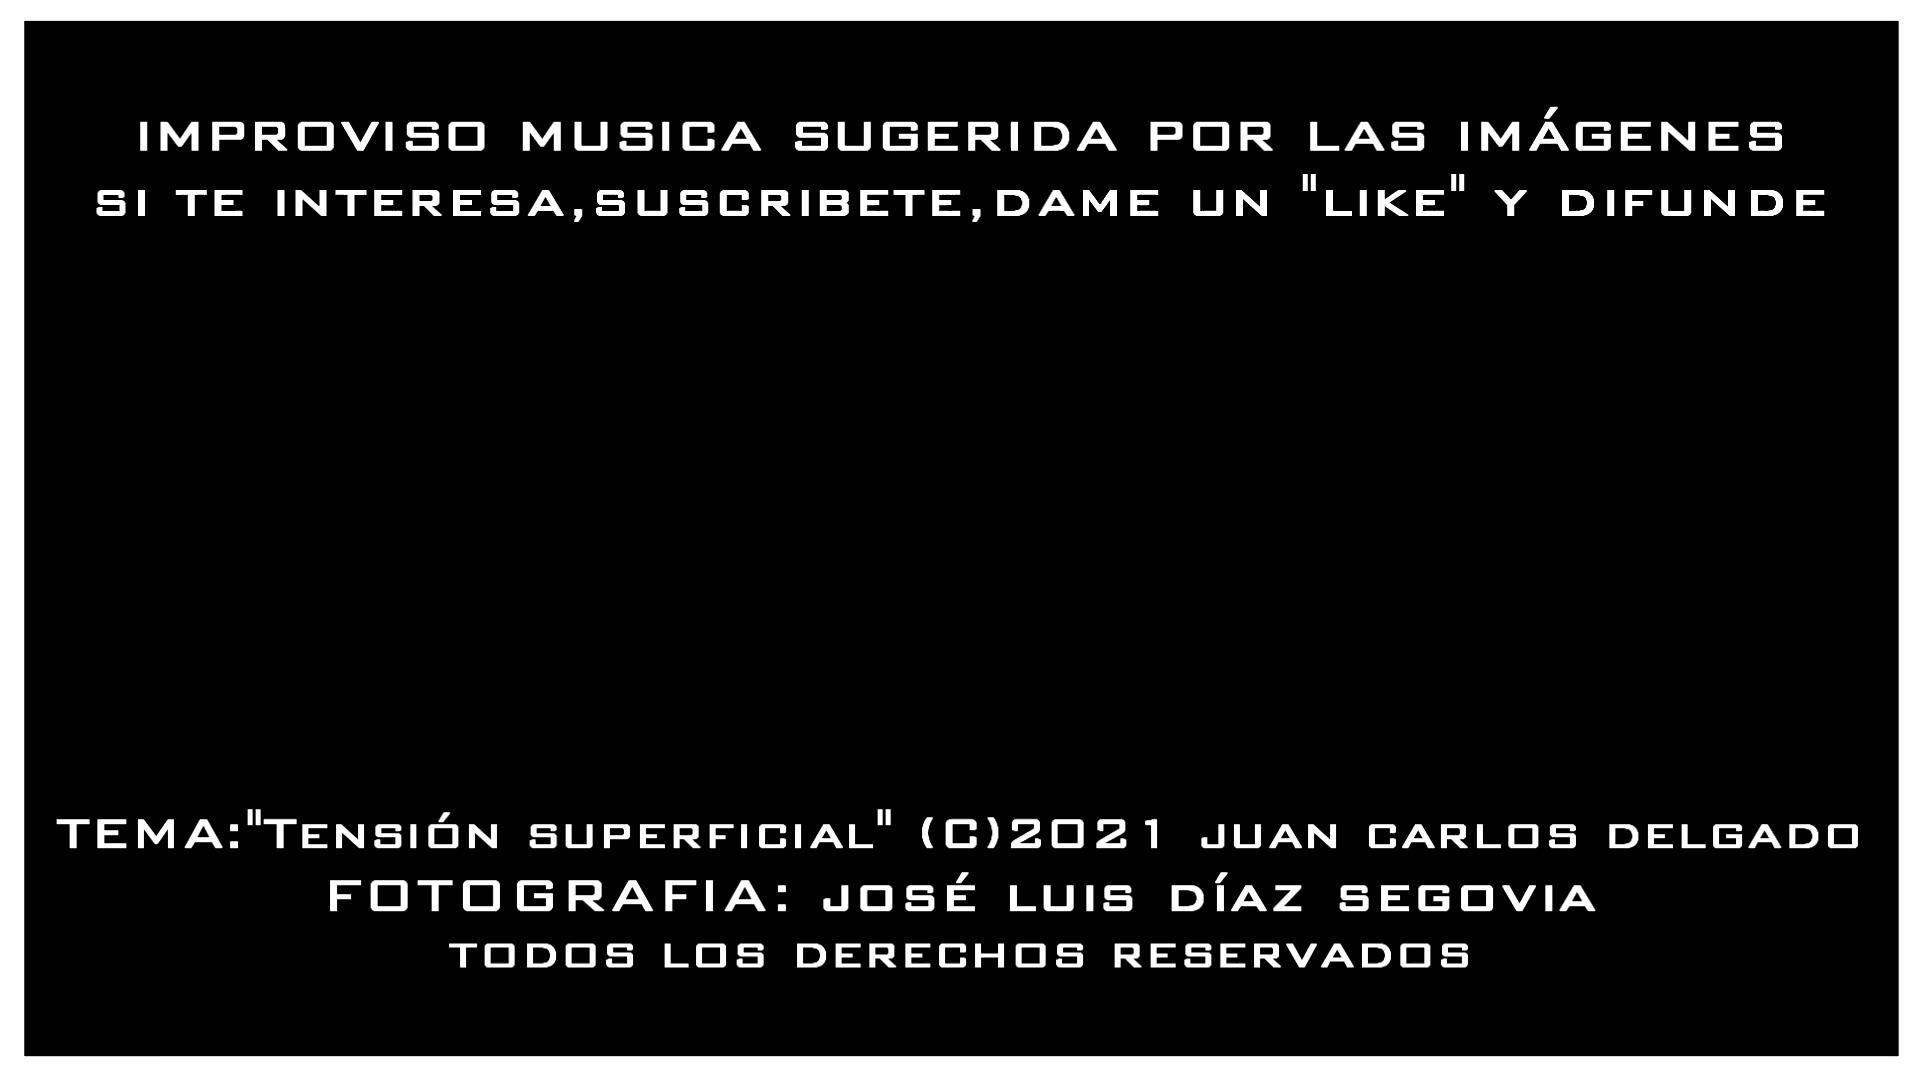 IMPROVISO MUSICA SUGERIDA POR LAS IMÁGENES
SI TE INTERESA,SUSCRIBETE,DAME UN "LIKE" Y DIFUNDE
TEMA:"TENSIÓN SUPERFICIAL" (C)2021 JUAN CARLOS DELGADO
FOTOGRAFIA: JOSÉ LUIS DÍAZ SEGOVIA
TODOS LOS DERECHOS RESERVADOS